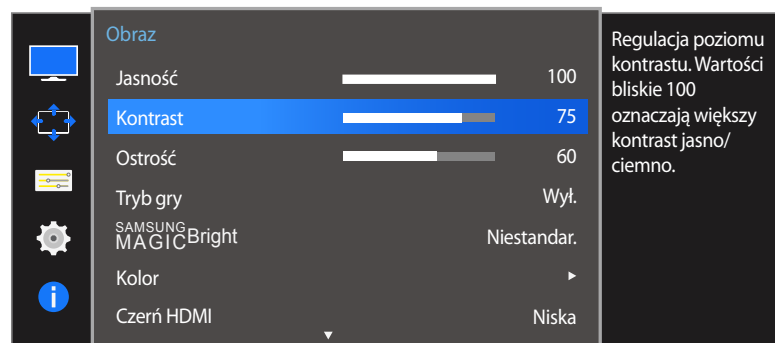 Obraz
Jasność 100
Kontrast 75
Ostrość 60
Tryb gry Wył.
SAMSUNG
MAGICBright Niestandar.
Kolor
Czerń HDMI Niska
Regulacja poziomu
kontrastu. Wartości
bliskie 100
oznaczają większy
kontrast jasno/
ciemno.